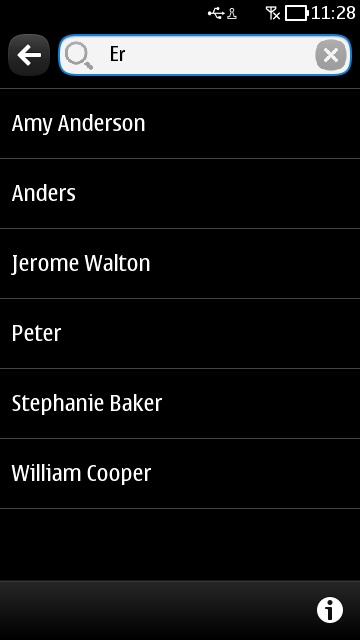 11:28
Er
Amy Anderson
Anders
Jerome Walton
Peter
Stephanie Baker
William Cooper